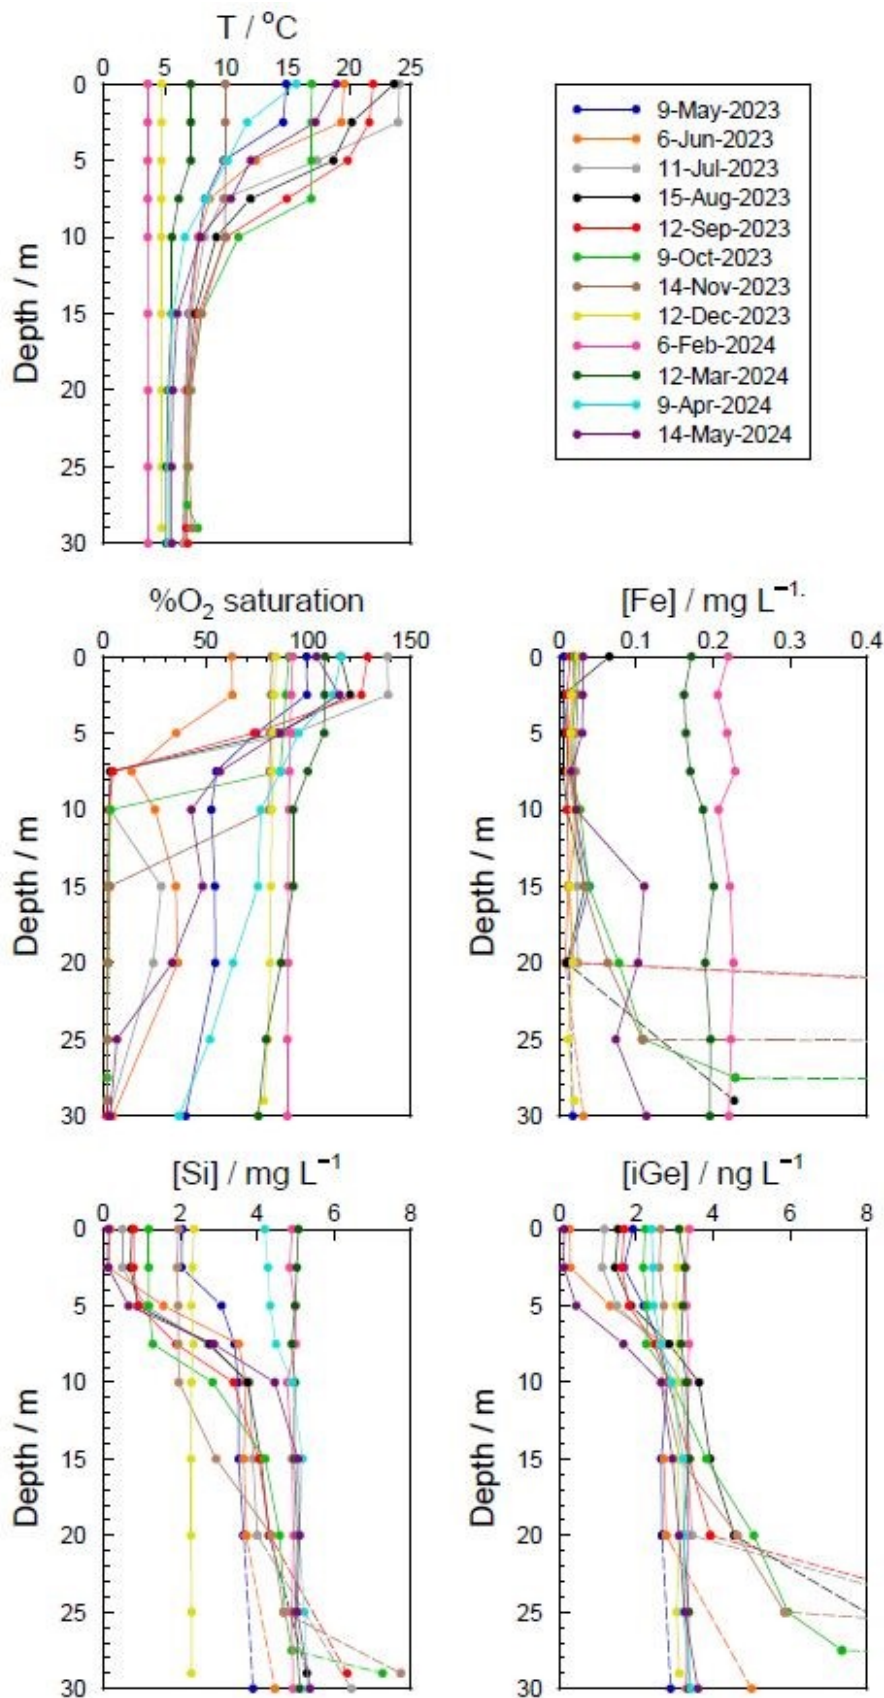 T / °C
0 5 10 15 20 25
0
5
10
15
20
25
30
Depth / m
9-May-2023
6-Jun-2023
11-Jul-2023
15-Aug-2023
12-Sep-2023
9-Oct-2023
14-Nov-2023
12-Dec-2023
6-Feb-2024
12-Mar-2024
9-Apr-2024
14-May-2024
%O₂ saturation
0 50 100 150
0
5
10
15
20
25
30
Depth / m
[Fe] / mg L⁻¹·
0 0.1 0.2 0.3 0.4
0
5
10
15
20
25
30
Depth / m
[Si] / mg L⁻¹
0 2 4 6 8
0
5
10
15
20
25
30
Depth / m
[iGe] / ng L⁻¹
0 2 4 6 8
0
5
10
15
20
25
30
Depth / m